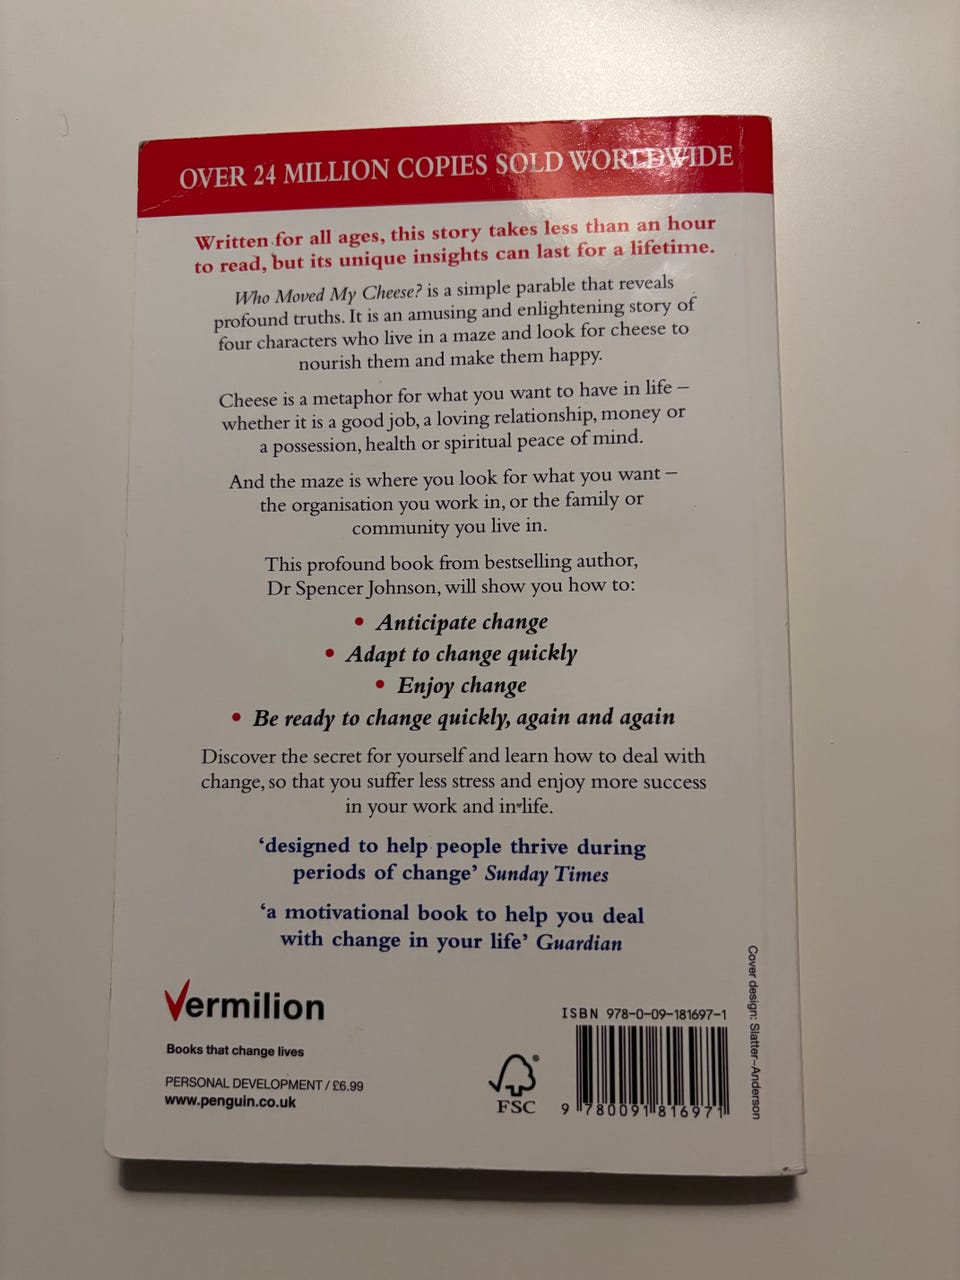 OVER 24 MILLION COPIES SOLD WORLDWIDE
Written for all ages, this story takes less than an hour
to read, but its unique insights can last for a lifetime.
Who Moved My Cheese? is a simple parable that reveals
profound truths. It is an amusing and enlightening story of
four characters who live in a maze and look for cheese to
nourish them and make them happy.
Cheese is a metaphor for what you want to have in life –
whether it is a good job, a loving relationship, money or
a possession, health or spiritual peace of mind.
And the maze is where you look for what you want –
the organisation you work in, or the family or
community you live in.
This profound book from bestselling author,
Dr Spencer Johnson, will show you how to:
• Anticipate change
• Adapt to change quickly
• Enjoy change
• Be ready to change quickly, again and again
Discover the secret for yourself and learn how to deal with
change, so that you suffer less stress and enjoy more success
in your work and in life.
‘designed to help people thrive during
periods of change’ Sunday Times
‘a motivational book to help you deal
with change in your life’ Guardian
Vermilion
Books that change lives
PERSONAL DEVELOPMENT / £6.99
www.penguin.co.uk
FSC
®
ISBN 978-0-09-181697-1
9 780091 816971
Cover design: Slatter~Anderson